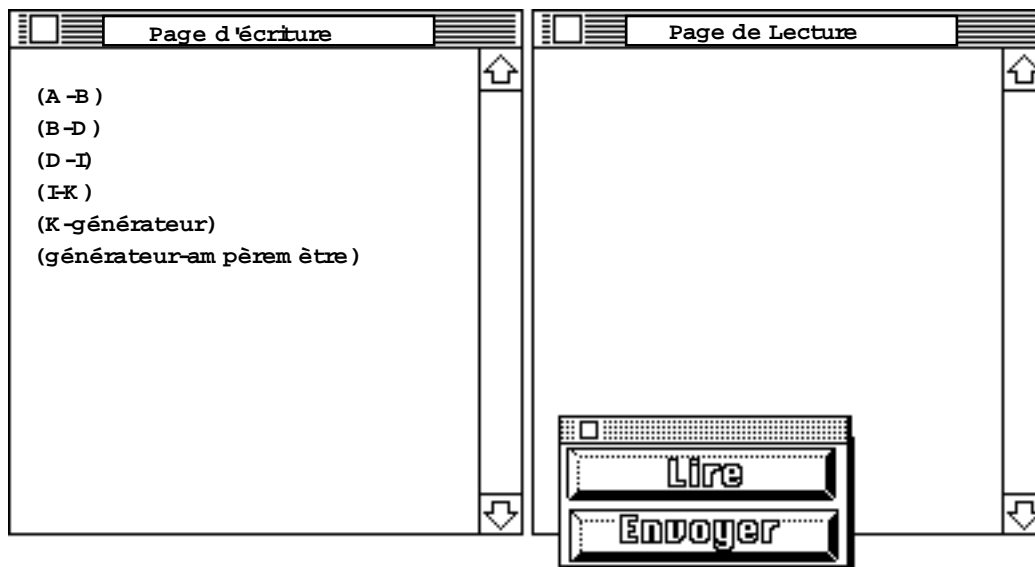 Page d'écriture
(A-B)
(B-D)
(D-I)
(I-K)
(K-générateur)
(générateur-ampèremètre)
Page de Lecture
Lire
Envoyer